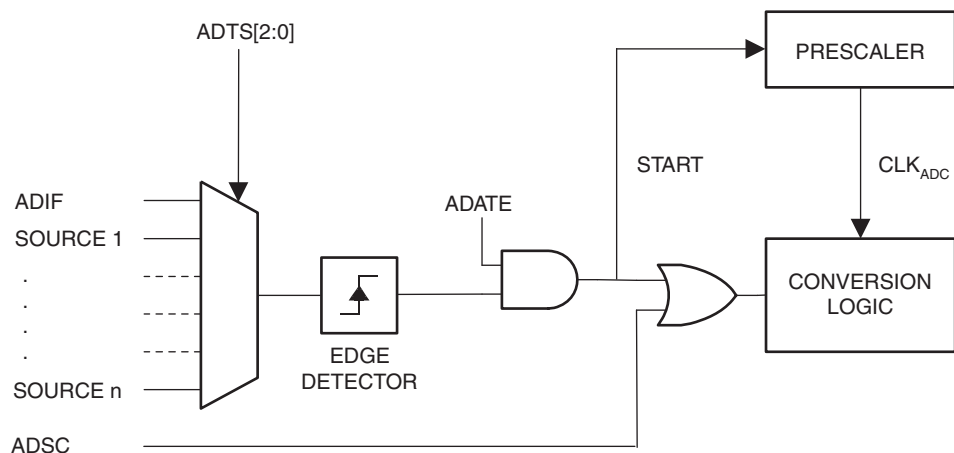 ADTS[2:0]
PRESCALER
START
CLKADC
ADIF
ADATE
SOURCE 1
.
.
.
.
CONVERSION
LOGIC
EDGE
DETECTOR
SOURCE n
ADSC